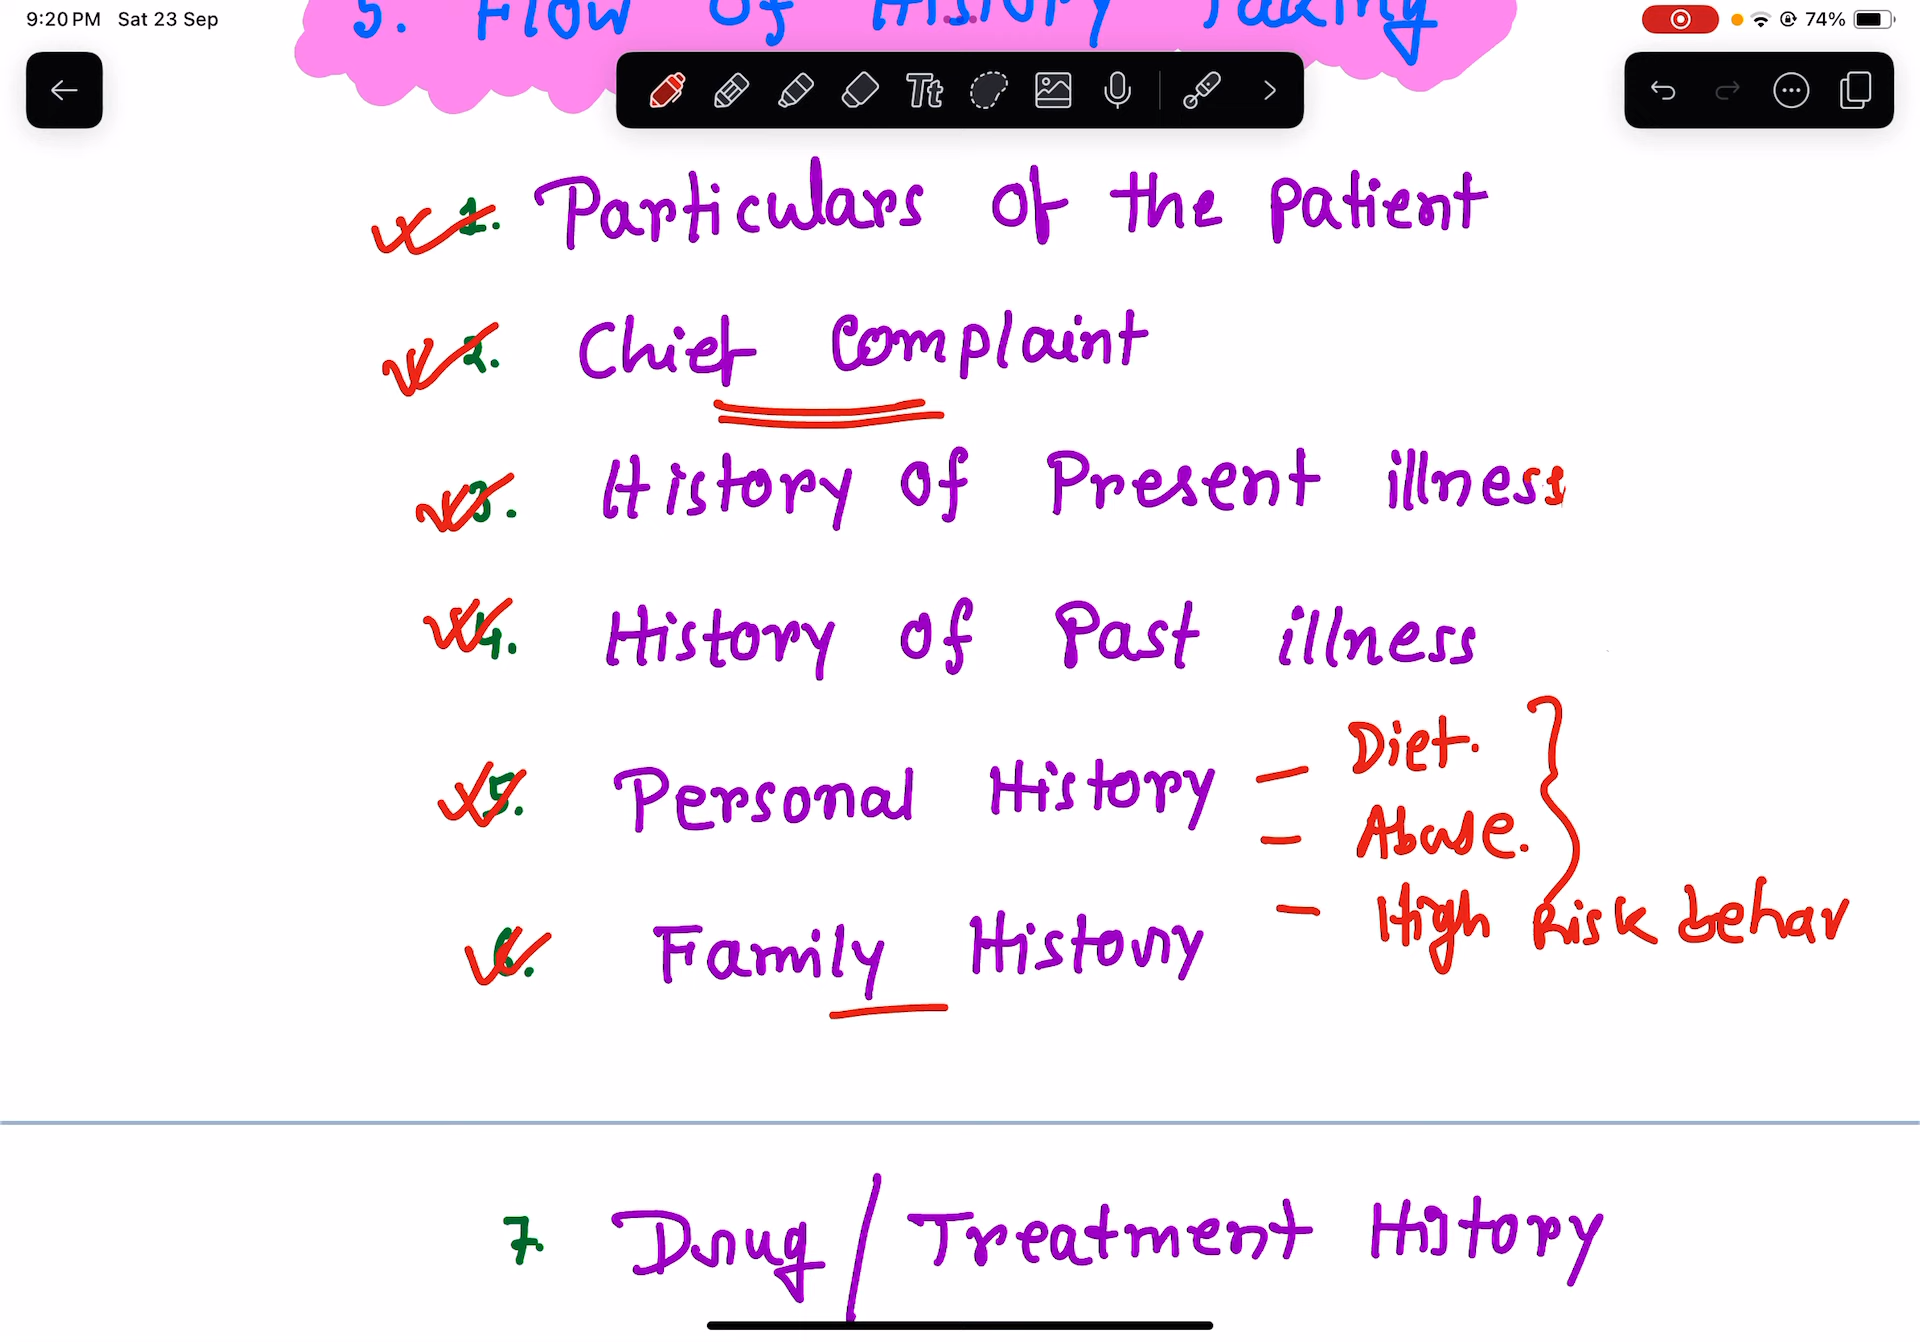 9:20 PM Sat 23 Sep
74%
5. Flow Of History Taking
Tt
1. Particulars of the patient
2. Chief Complaint
3. History of Present illness
4. History of Past illness
5. Personal History
- Diet.
- Abuse.
- High Risk behav
6. Family History
7. Drug / Treatment History